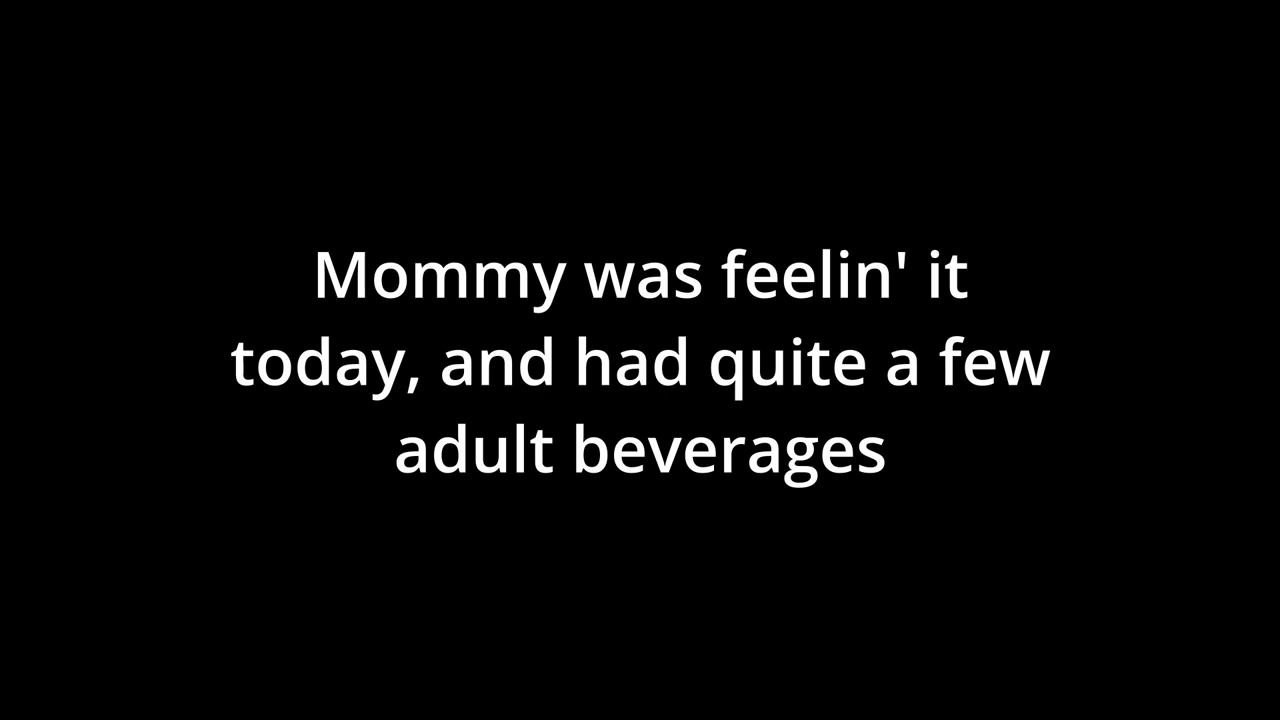 Mommy was feelin' it
today, and had quite a few
adult beverages